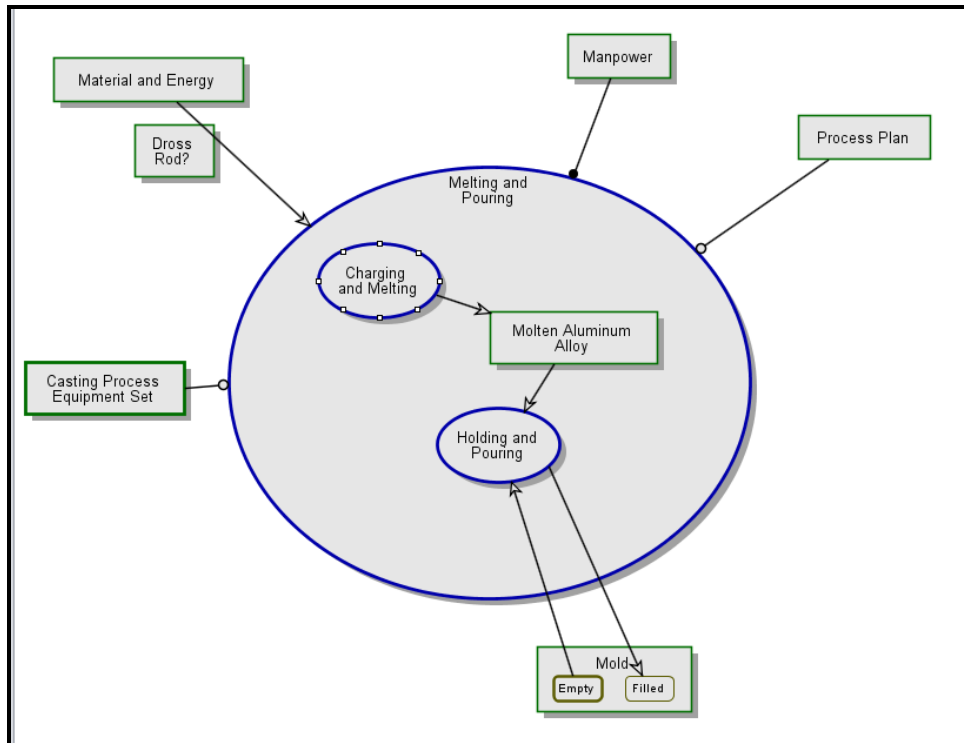 Manpower
Material and Energy
Dross
Rod?
Process Plan
Melting and
Pouring
Charging
and Melting
Molten Aluminum
Alloy
Casting Process
Equipment Set
Holding and
Pouring
Mold
Empty
Filled